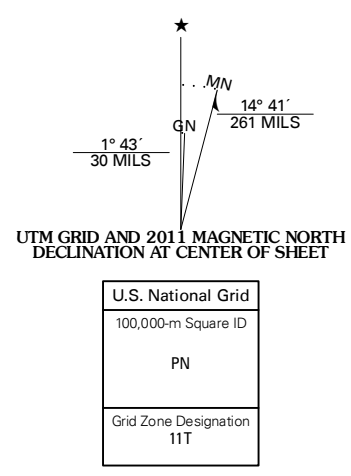 ★
MN
GN
14° 41´
261 MILS
1° 43´
30 MILS
UTM GRID AND 2011 MAGNETIC NORTH
DECLINATION AT CENTER OF SHEET
U.S. National Grid
100,000-m Square ID
PN
Grid Zone Designation
11T